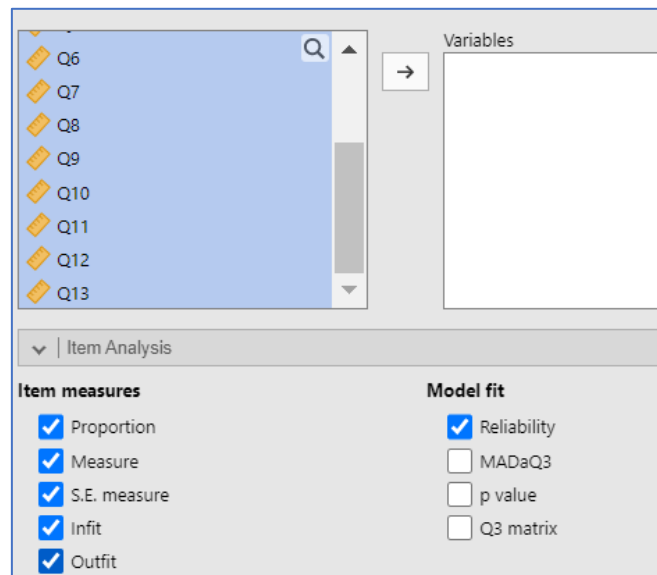 Variables
Q6
Q7
Q8
Q9
Q10
Q11
Q12
Q13
Item Analysis
Item measures
Proportion
Measure
S.E. measure
Infit
Outfit
Model fit
Reliability
MADaQ3
p value
Q3 matrix